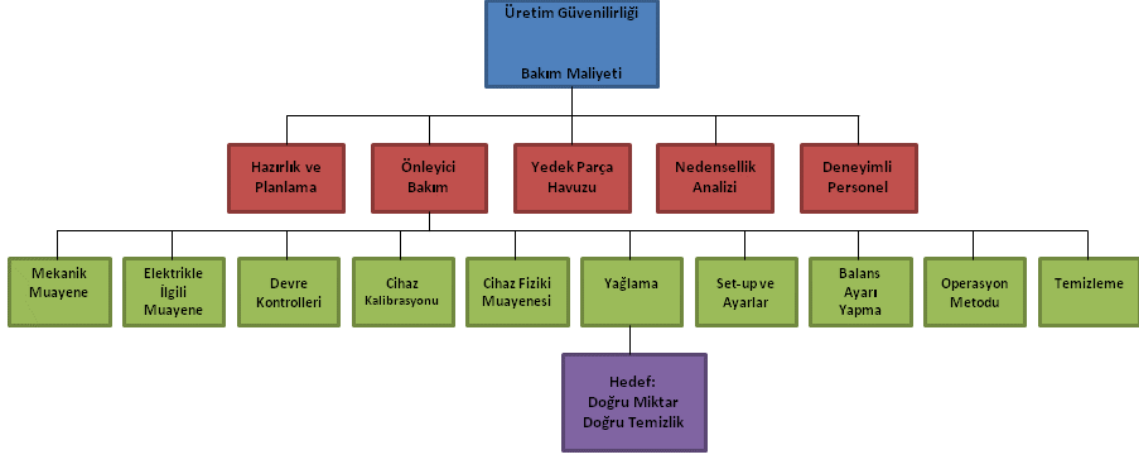 Üretim Güvenilirliği
Bakım Maliyeti
Hazırlık ve
Planlama
Önleyici
Bakım
Yedek Parça
Havuzu
Nedensellik
Analizi
Deneyimli
Personel
Mekanik
Muayene
Elektrikle
İlgili
Muayene
Devre
Kontrolleri
Cihaz
Kalibrasyonu
Cihaz Fiziki
Muayenesi
Yağlama
Set-up ve
Ayarlar
Balans
Ayarı
Yapma
Operasyon
Metodu
Temizleme
Hedef:
Doğru Miktar
Doğru Temizlik